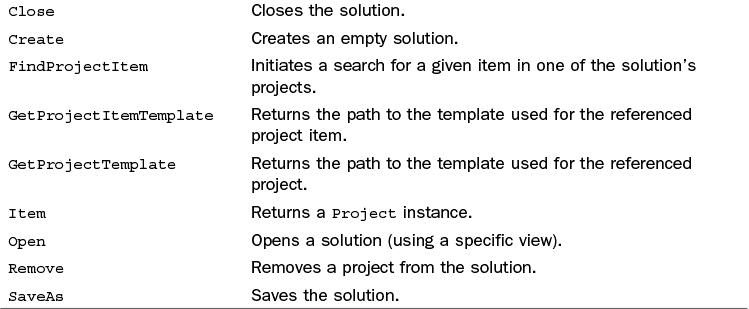 Close Closes the solution.
Create Creates an empty solution.
FindProjectItem Initiates a search for a given item in one of the solution's
projects.
GetProjectItemTemplate Returns the path to the template used for the referenced
project item.
GetProjectTemplate Returns the path to the template used for the referenced
project.
Item Returns a Project instance.
Open Opens a solution (using a specific view).
Remove Removes a project from the solution.
SaveAs Saves the solution.